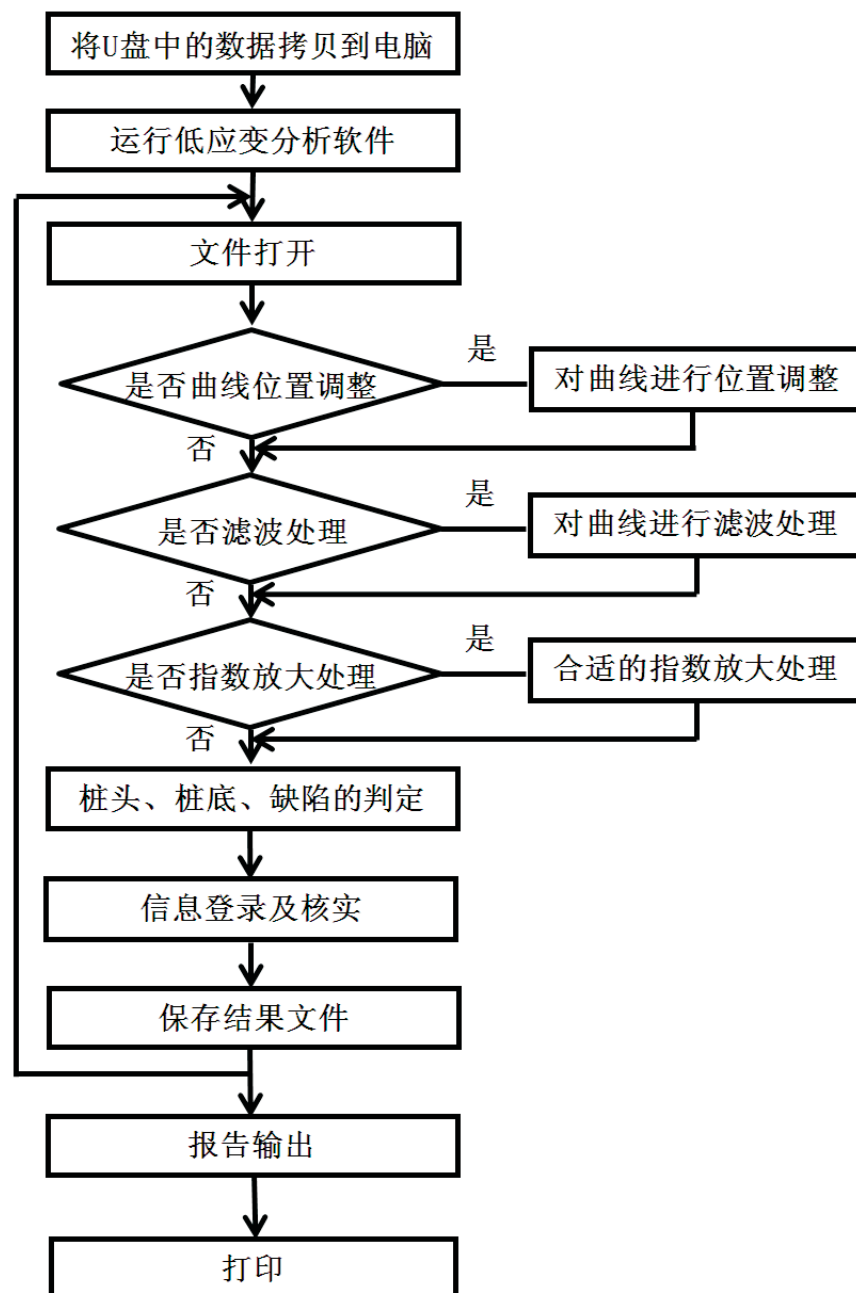 将U盘中的数据拷贝到电脑
运行低应变分析软件
文件打开
是否曲线位置调整
是
对曲线进行位置调整
否
是否滤波处理
是
对曲线进行滤波处理
否
是否指数放大处理
是
合适的指数放大处理
否
桩头、桩底、缺陷的判定
信息登录及核实
保存结果文件
报告输出
打印